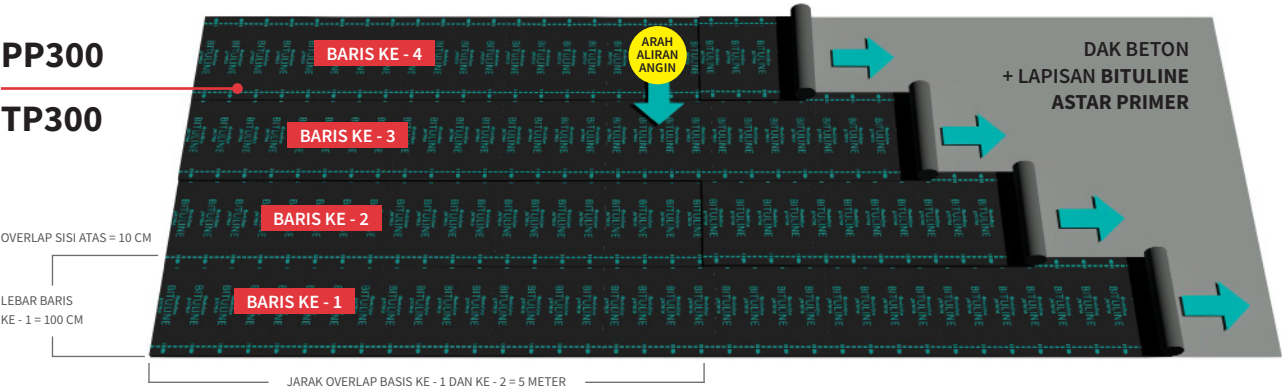 PP300
TP300
BARIS KE - 4
ARAH
ALIRAN
ANGIN
DAK BETON
+ LAPISAN BITULINE
ASTAR PRIMER
BARIS KE - 3
BARIS KE - 2
OVERLAP SISI ATAS = 10 CM
BARIS KE - 1
LEBAR BARIS
KE - 1 = 100 CM
JARAK OVERLAP BASIS KE - 1 DAN KE - 2 = 5 METER
BITULINE